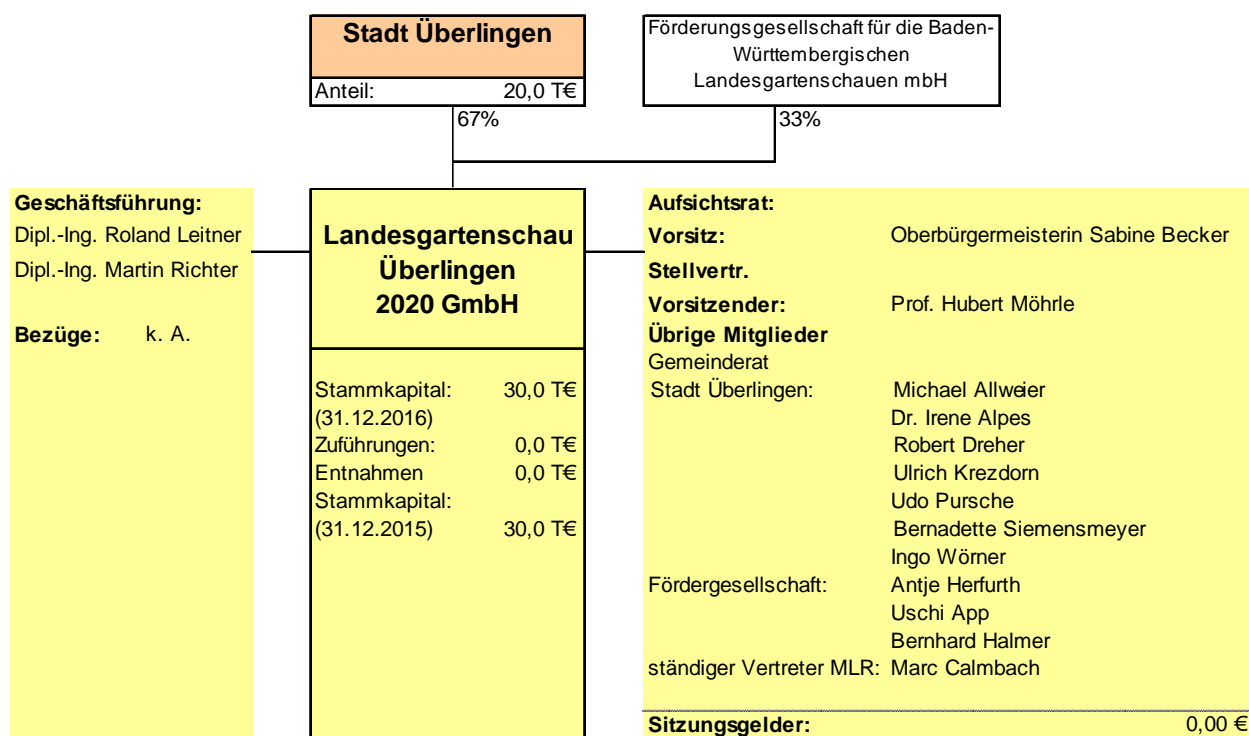 Stadt Überlingen
Anteil: 20,0 T€
Förderungsgesellschaft für die Baden-
Württembergischen
Landesgartenschauen mbH
67%
33%
Geschäftsführung:
Dipl.-Ing. Roland Leitner
Dipl.-Ing. Martin Richter
Bezüge: k. A.
Landesgartenschau
Überlingen
2020 GmbH
Stammkapital: 30,0 T€
(31.12.2016)
Zuführungen: 0,0 T€
Entnahmen 0,0 T€
Stammkapital:
(31.12.2015) 30,0 T€
Aufsichtsrat:
Vorsitz: Oberbürgermeisterin Sabine Becker
Stellvertr.
Vorsitzender: Prof. Hubert Möhrle
Übrige Mitglieder
Gemeinderat
Stadt Überlingen: Michael Allweier
Dr. Irene Alpes
Robert Dreher
Ulrich Krezdorn
Udo Pursche
Bernadette Siemensmeyer
Ingo Wörner
Fördergesellschaft: Antje Herfurth
Uschi App
Bernhard Halmer
ständiger Vertreter MLR: Marc Calmbach
Sitzungsgelder: 0,00 €